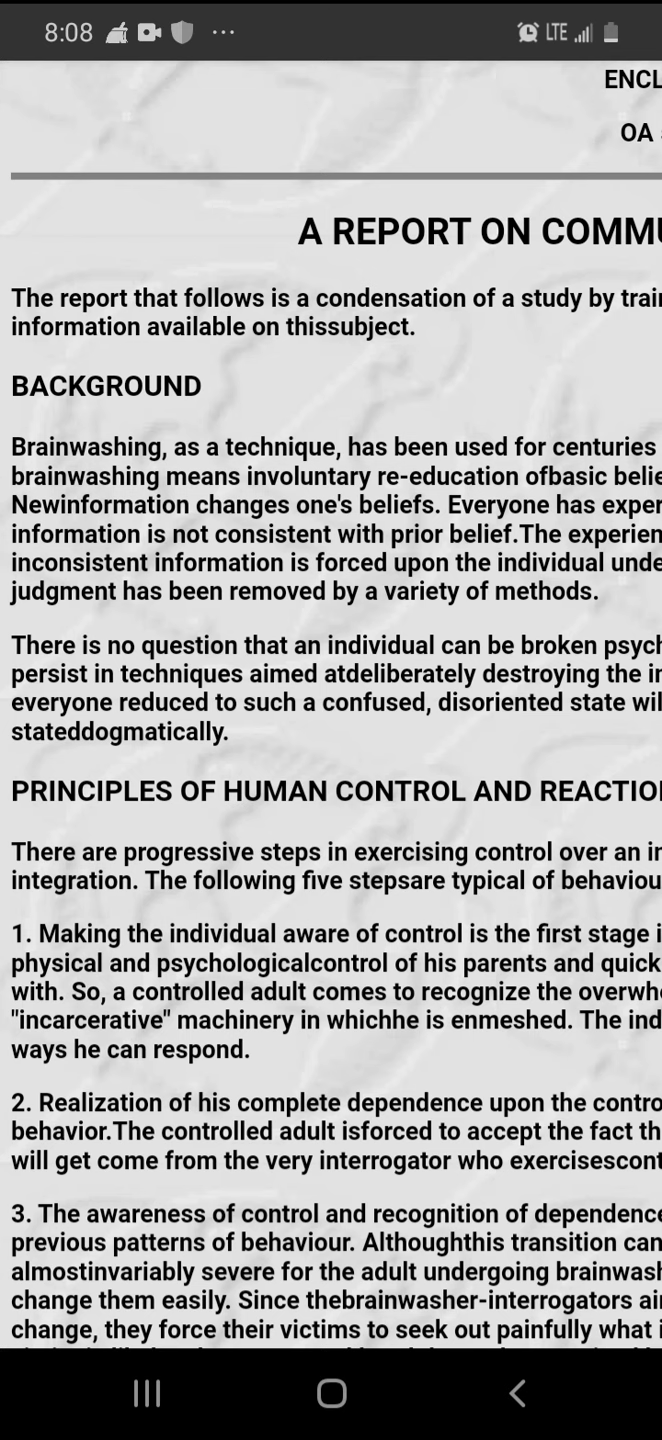 8:08 ... LTE
ENCL
OA
A REPORT ON COMMU
The report that follows is a condensation of a study by trai
information available on thissubject.
BACKGROUND
Brainwashing, as a technique, has been used for centuries
brainwashing means involuntary re-education ofbasic belie
Newinformation changes one's beliefs. Everyone has exper
information is not consistent with prior belief.The experien
inconsistent information is forced upon the individual unde
judgment has been removed by a variety of methods.
There is no question that an individual can be broken psych
persist in techniques aimed atdeliberately destroying the in
everyone reduced to such a confused, disoriented state wil
stateddogmatically.
PRINCIPLES OF HUMAN CONTROL AND REACTIO
There are progressive steps in exercising control over an in
integration. The following five stepsare typical of behaviou
1. Making the individual aware of control is the first stage i
physical and psychologicalcontrol of his parents and quick
with. So, a controlled adult comes to recognize the overwhe
"incarcerative" machinery in whichhe is enmeshed. The ind
ways he can respond.
2. Realization of his complete dependence upon the contro
behavior.The controlled adult isforced to accept the fact th
will get come from the very interrogator who exercisescont
3. The awareness of control and recognition of dependence
previous patterns of behaviour. Althoughthis transition can
almostinvariably severe for the adult undergoing brainwash
change them easily. Since thebrainwasher-interrogators ai
change, they force their victims to seek out painfully what i